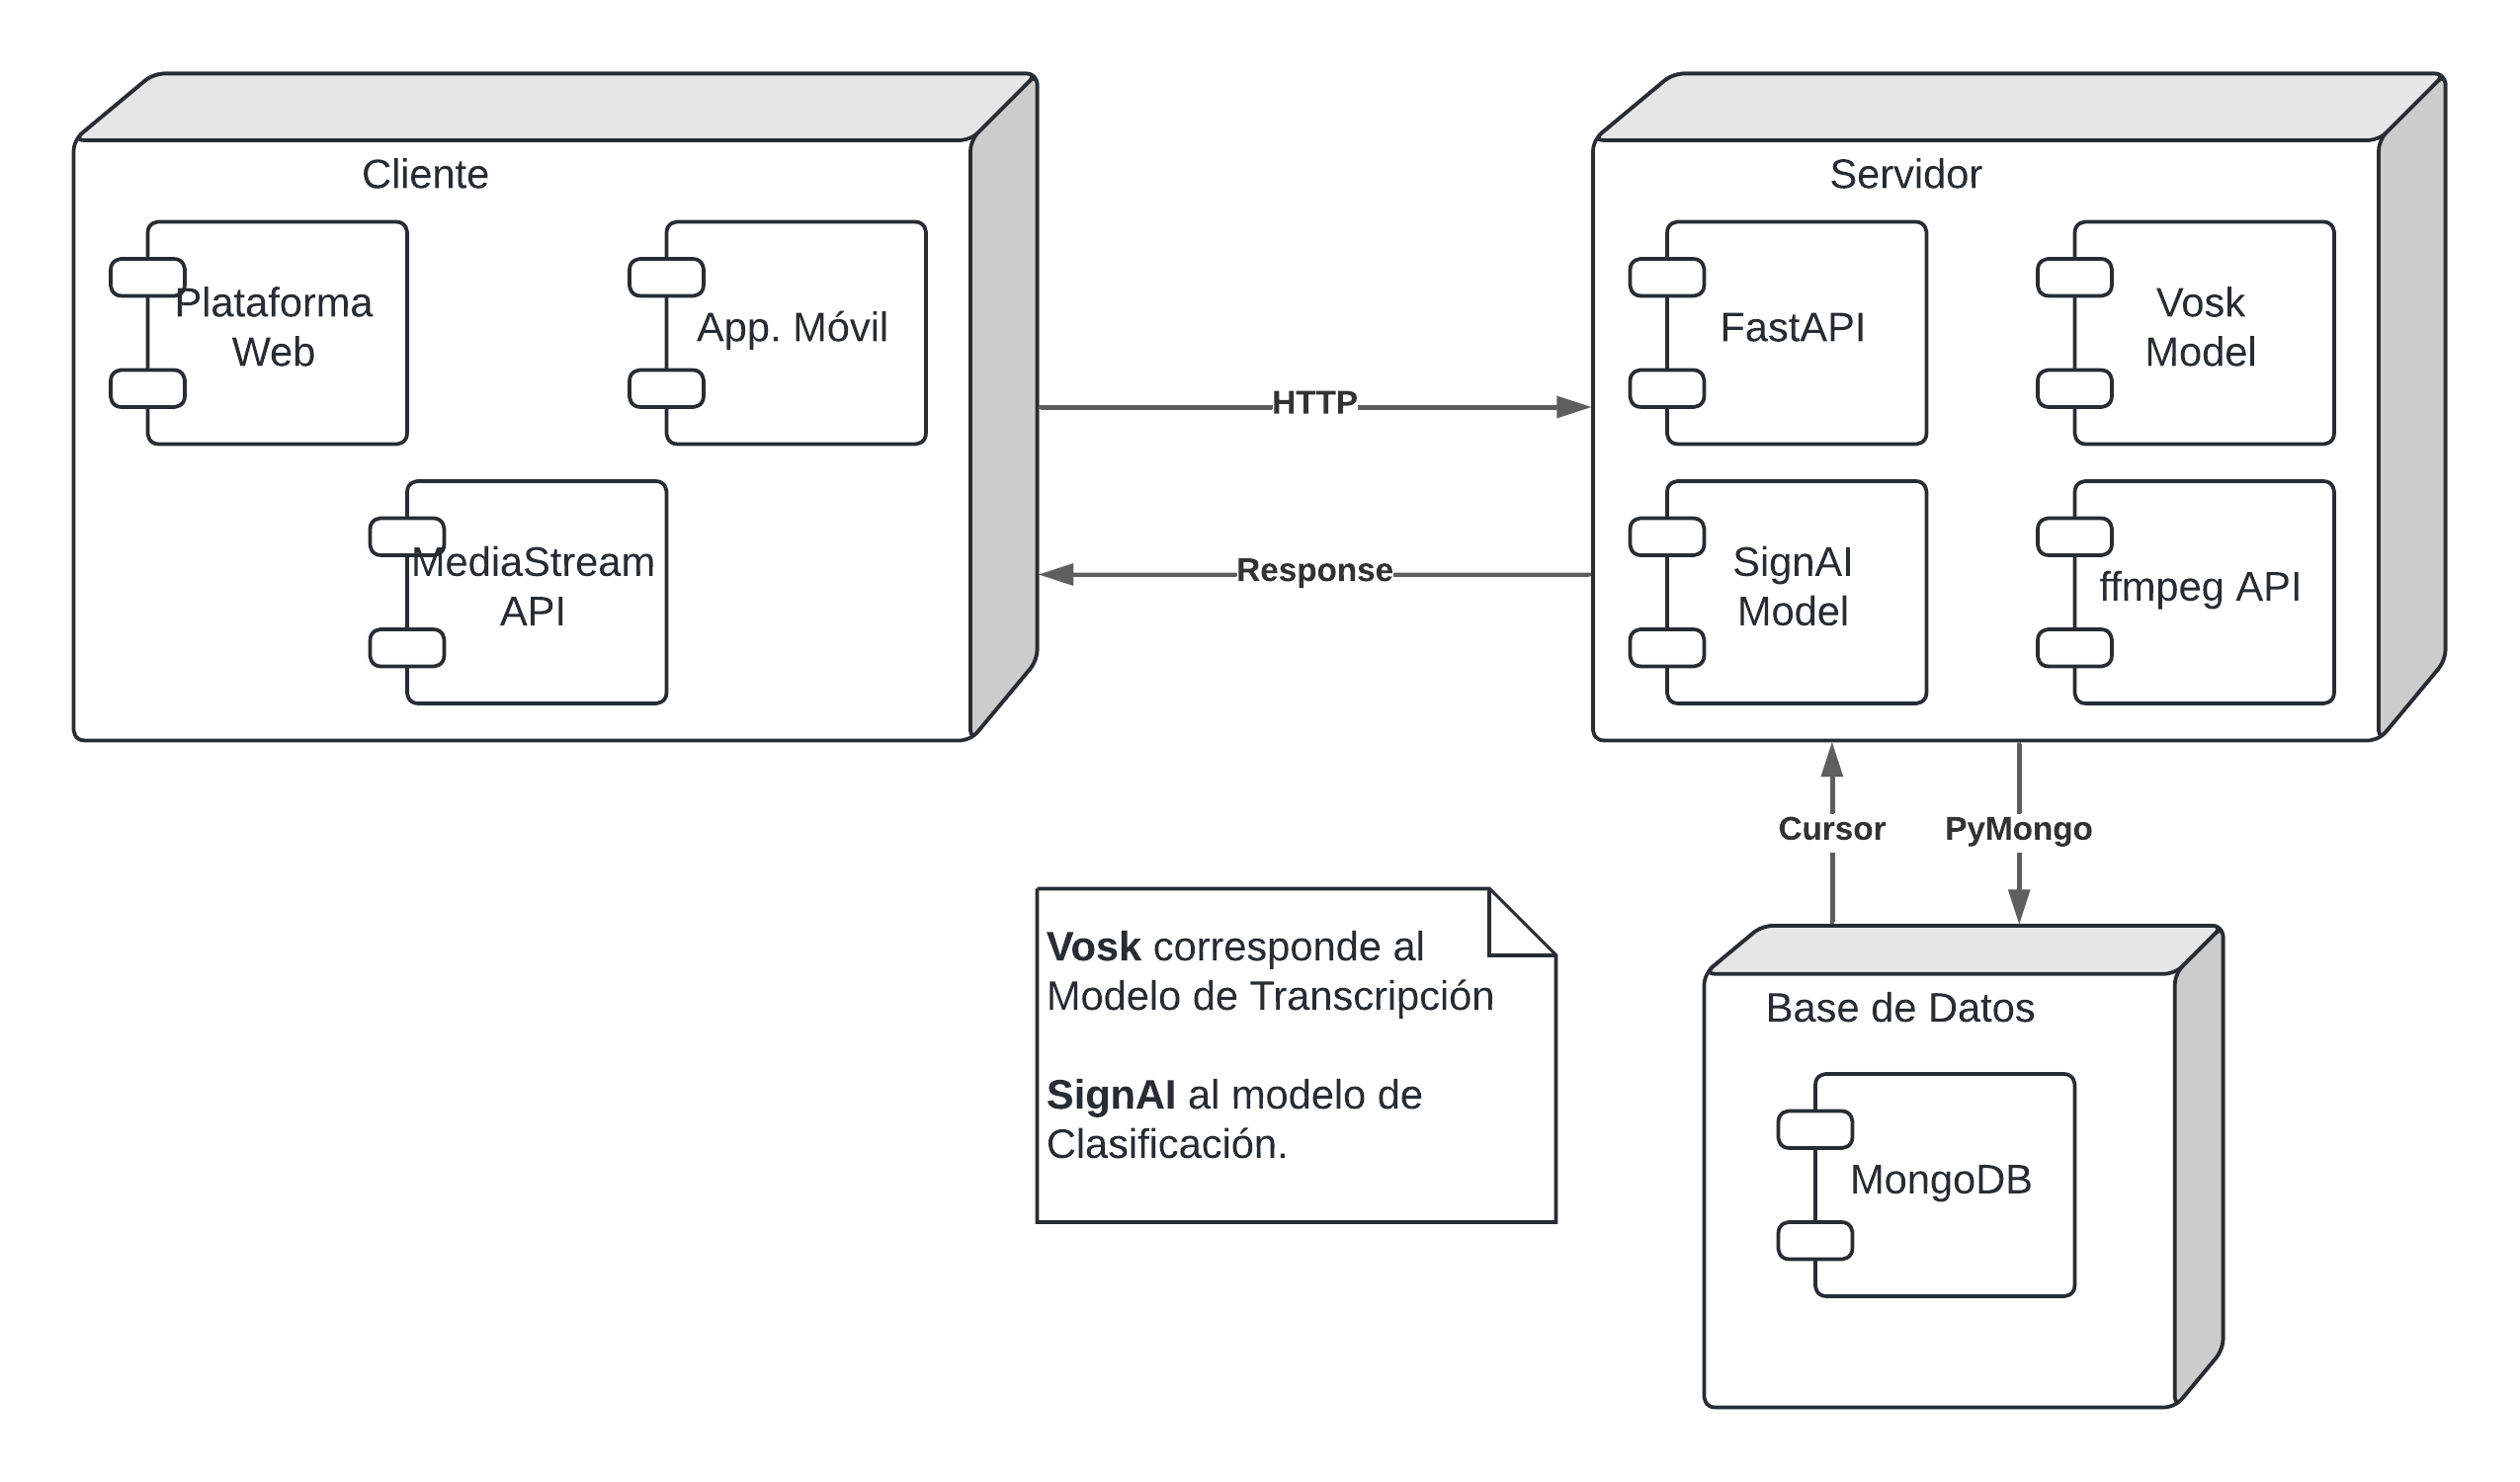 Cliente
Plataforma
Web
App. Móvil
MediaStream
API
HTTP
Response
Servidor
FastAPI
Vosk
Model
SignAI
Model
ffmpeg API
Cursor
PyMongo
Vosk corresponde al
Modelo de Transcripción
SignAI al modelo de
Clasificación.
Base de Datos
MongoDB